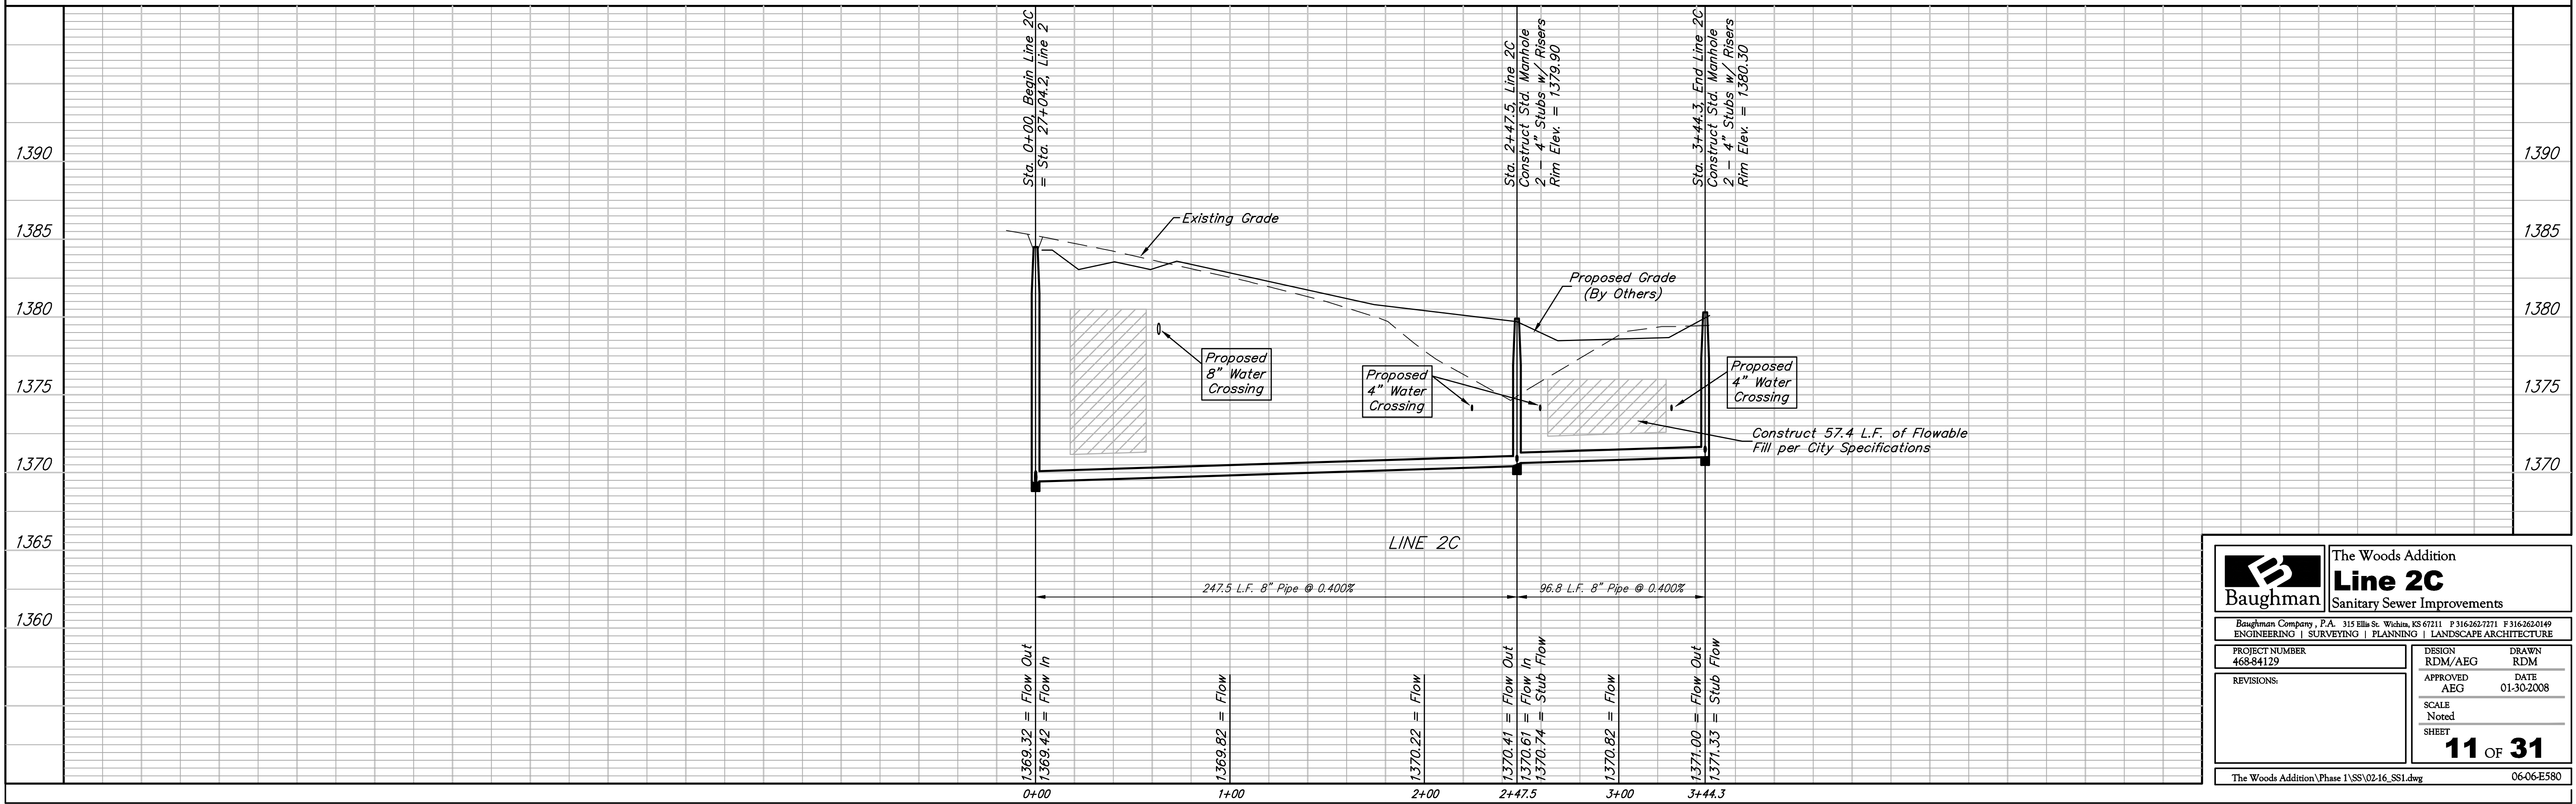 Sta. 0+00, Begin Line 2C
= Sta. 27+04.2, Line 2
Sta. 2+47.5, Line 2C
Construct Std. Manhole
2 - 4" Stubs w/ Risers
Rim Elev. = 1379.90
Sta. 3+44.3, End Line 2C
Construct Std. Manhole
2 - 4" Stubs w/ Risers
Rim Elev. = 1380.30
1390
1385
1380
1375
1370
1365
1360
1390
1385
1380
1375
1370
Existing Grade
Proposed Grade
(By Others)
Proposed
8" Water
Crossing
Proposed
4" Water
Crossing
Proposed
4" Water
Crossing
Construct 57.4 L.F. of Flowable
Fill per City Specifications
LINE 2C
247.5 L.F. 8" Pipe @ 0.400%
96.8 L.F. 8" Pipe @ 0.400%
1369.32 = Flow Out
1369.42 = Flow In
1369.82 = Flow
1370.22 = Flow
1370.41 = Flow Out
1370.61 = Flow In
1370.74 = Stub Flow
1370.82 = Flow
1371.00 = Flow Out
1371.33 = Stub Flow
0+00
1+00
2+00
2+47.5
3+00
3+44.3
Baughman
The Woods Addition
Line 2C
Sanitary Sewer Improvements
Baughman Company, P.A. 315 Ellis St. Wichita, KS 67211 P 316-262-7271 F 316-262-0149
ENGINEERING | SURVEYING | PLANNING | LANDSCAPE ARCHITECTURE
PROJECT NUMBER
468-84129
REVISIONS:
DESIGN
RDM/AEG
DRAWN
RDM
APPROVED
AEG
DATE
01-30-2008
SCALE
Noted
SHEET
11 OF 31
The Woods Addition\Phase 1\SS\02-16_SS1.dwg
06-06-E580